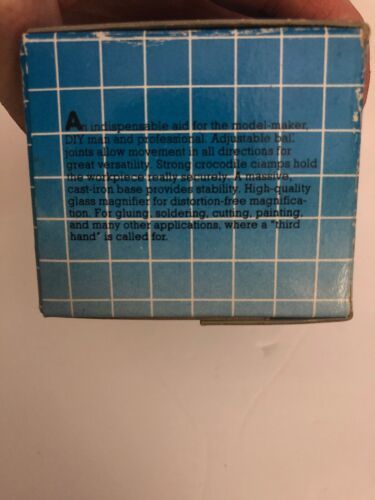 An indispensable aid for the model-maker,
DIY man and professional. Adjustable ball
joints allow movement in all directions for
great versatility. Strong crocodile clamps hold
the workpiece really securely. A massive,
cast-iron base provides stability. High-quality
glass magnifier for distortion-free magnifica-
tion. For gluing, soldering, cutting, painting,
and many other applications, where a "third
hand" is called for.